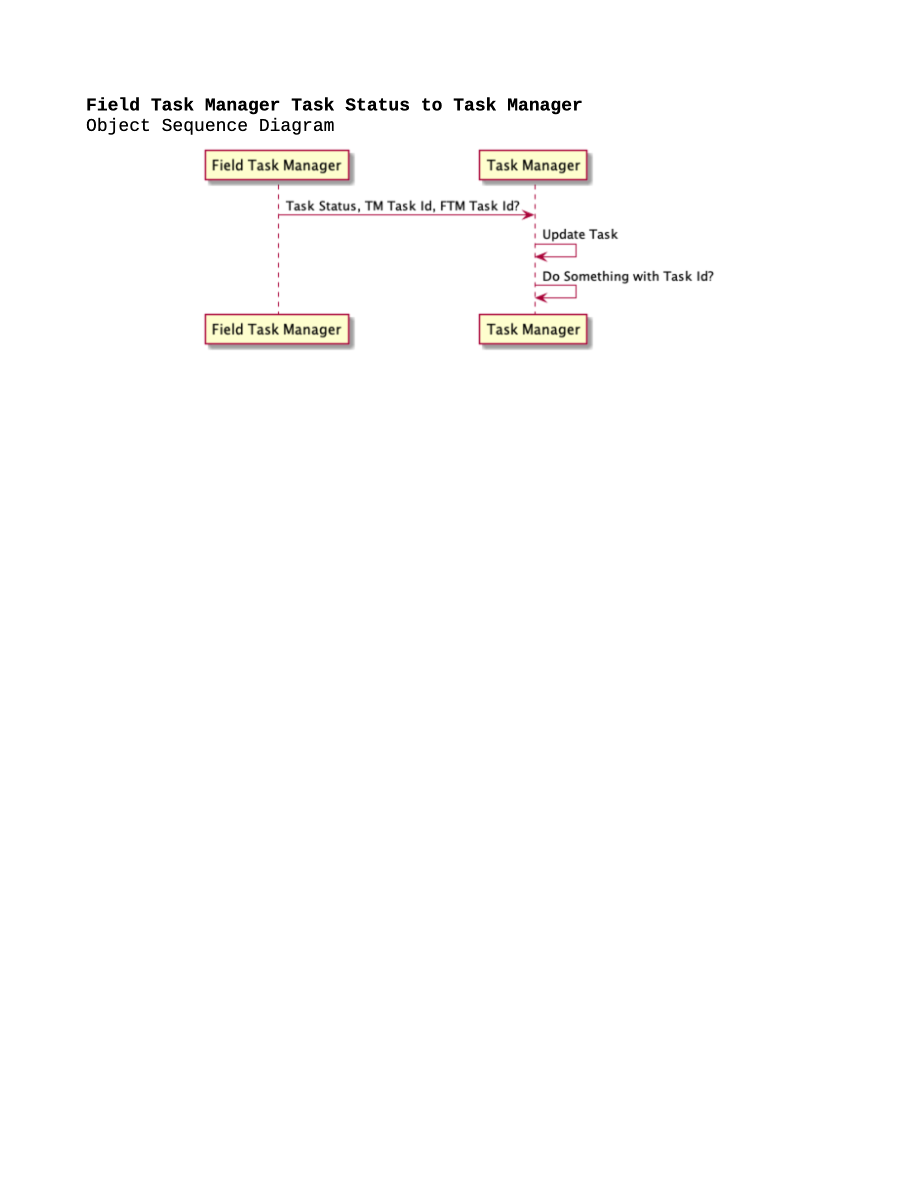 Field Task Manager Task Status to Task Manager
Object Sequence Diagram
Field Task Manager
Task Manager
Task Status, TM Task Id, FTM Task Id?
Update Task
Do Something with Task Id?
Field Task Manager
Task Manager